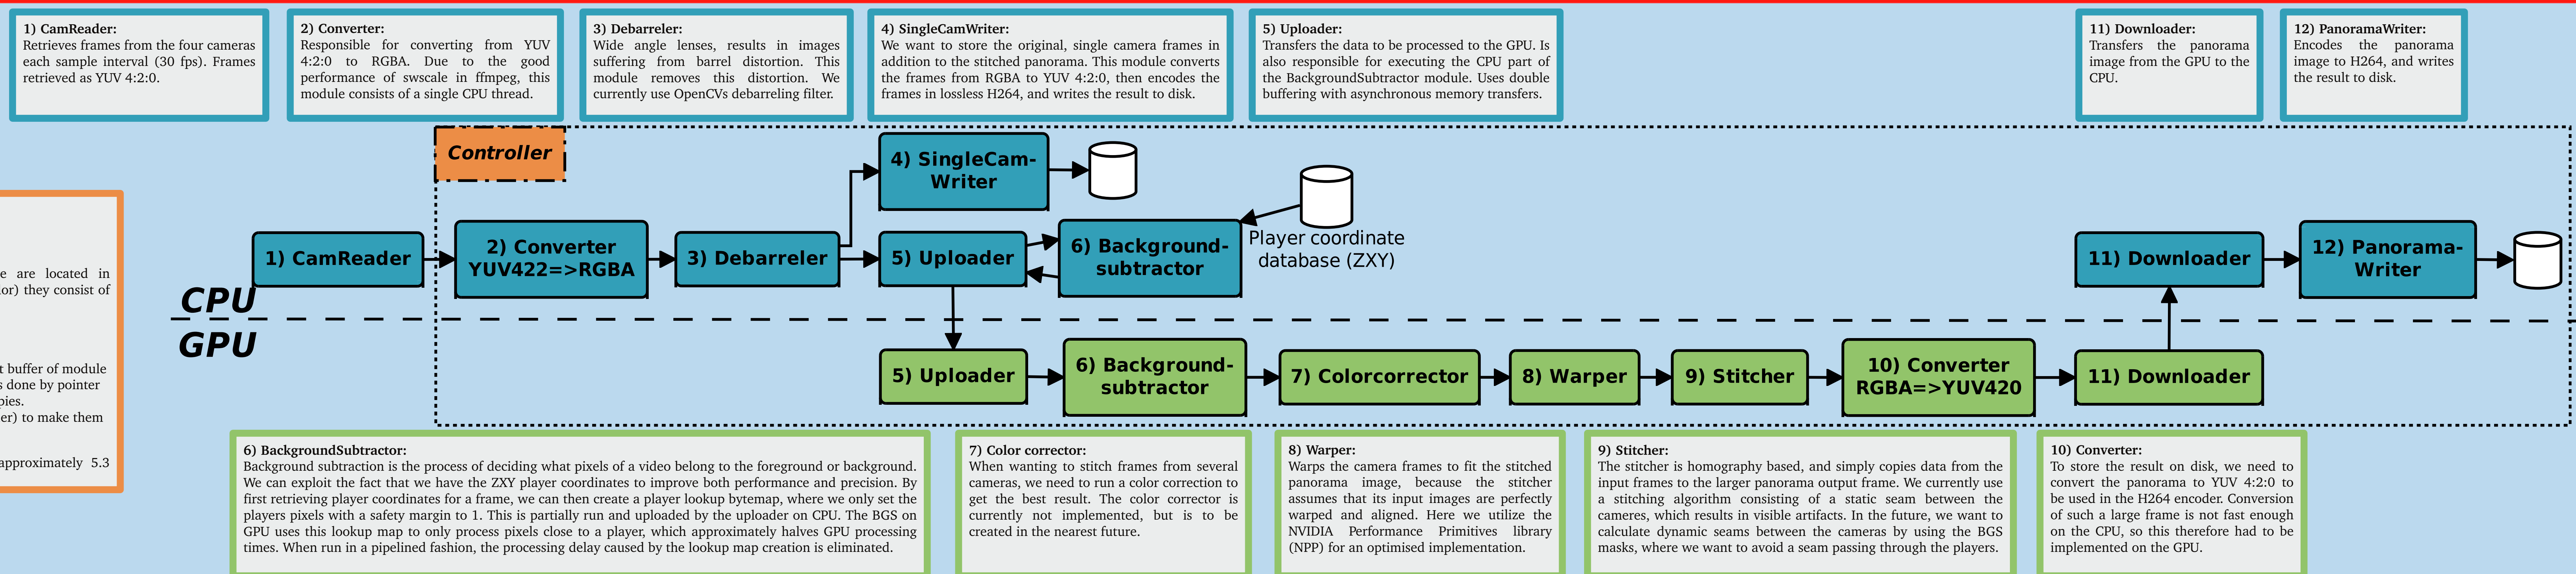 1) CamReader:
Retrieves frames from the four cameras
each sample interval (30 fps). Frames
retrieved as YUV 4:2:0.
2) Converter:
Responsible for converting from YUV
4:2:0 to RGBA. Due to the good
performance of swscale in ffmpeg, this
module consists of a single CPU thread.
3) Debarreler:
Wide angle lenses, results in images
suffering from barrel distortion. This
module removes this distortion. We
currently use OpenCVs debarreling filter.
4) SingleCamWriter:
We want to store the original, single camera frames in
addition to the stitched panorama. This module converts
the frames from RGBA to YUV 4:2:0, then encodes the
frames in lossless H264, and writes the result to disk.
5) Uploader:
Transfers the data to be processed to the GPU. Is
also responsible for executing the CPU part of
the BackgroundSubtractor module. Uses double
buffering with asynchronous memory transfers.
11) Downloader:
Transfers the panorama
image from the GPU to the
CPU.
12) PanoramaWriter:
Encodes the panorama
image to H264, and writes
the result to disk.
Controller
4) SingleCam-
Writer
1) CamReader
2) Converter
YUV422=>RGBA
3) Debarreler
5) Uploader
6) Background-
subtractor
Player coordinate
database (ZXY)
11) Downloader
12) Panorama-
Writer
e are located in
or) they consist of
t buffer of module
s done by pointer
pies.
er) to make them
approximately 5.3
CPU
GPU
5) Uploader
6) Background-
subtractor
7) Colorcorrector
8) Warper
9) Stitcher
10) Converter
RGBA=>YUV420
11) Downloader
6) BackgroundSubtractor:
Background subtraction is the process of deciding what pixels of a video belong to the foreground or background.
We can exploit the fact that we have the ZXY player coordinates to improve both performance and precision. By
first retrieving player coordinates for a frame, we can then create a player lookup bytemap, where we only set the
players pixels with a safety margin to 1. This is partially run and uploaded by the uploader on CPU. The BGS on
GPU uses this lookup map to only process pixels close to a player, which approximately halves GPU processing
times. When run in a pipelined fashion, the processing delay caused by the lookup map creation is eliminated.
7) Color corrector:
When wanting to stitch frames from several
cameras, we need to run a color correction to
get the best result. The color corrector is
currently not implemented, but is to be
created in the nearest future.
8) Warper:
Warps the camera frames to fit the stitched
panorama image, because the stitcher
assumes that its input images are perfectly
warped and aligned. Here we utilize the
NVIDIA Performance Primitives library
(NPP) for an optimised implementation.
9) Stitcher:
The stitcher is homography based, and simply copies data from the
input frames to the larger panorama output frame. We currently use
a stitching algorithm consisting of a static seam between the
cameres, which results in visible artifacts. In the future, we want to
calculate dynamic seams between the cameras by using the BGS
masks, where we want to avoid a seam passing through the players.
10) Converter:
To store the result on disk, we need to
convert the panorama to YUV 4:2:0 to
be used in the H264 encoder. Conversion
of such a large frame is not fast enough
on the CPU, so this therefore had to be
implemented on the GPU.